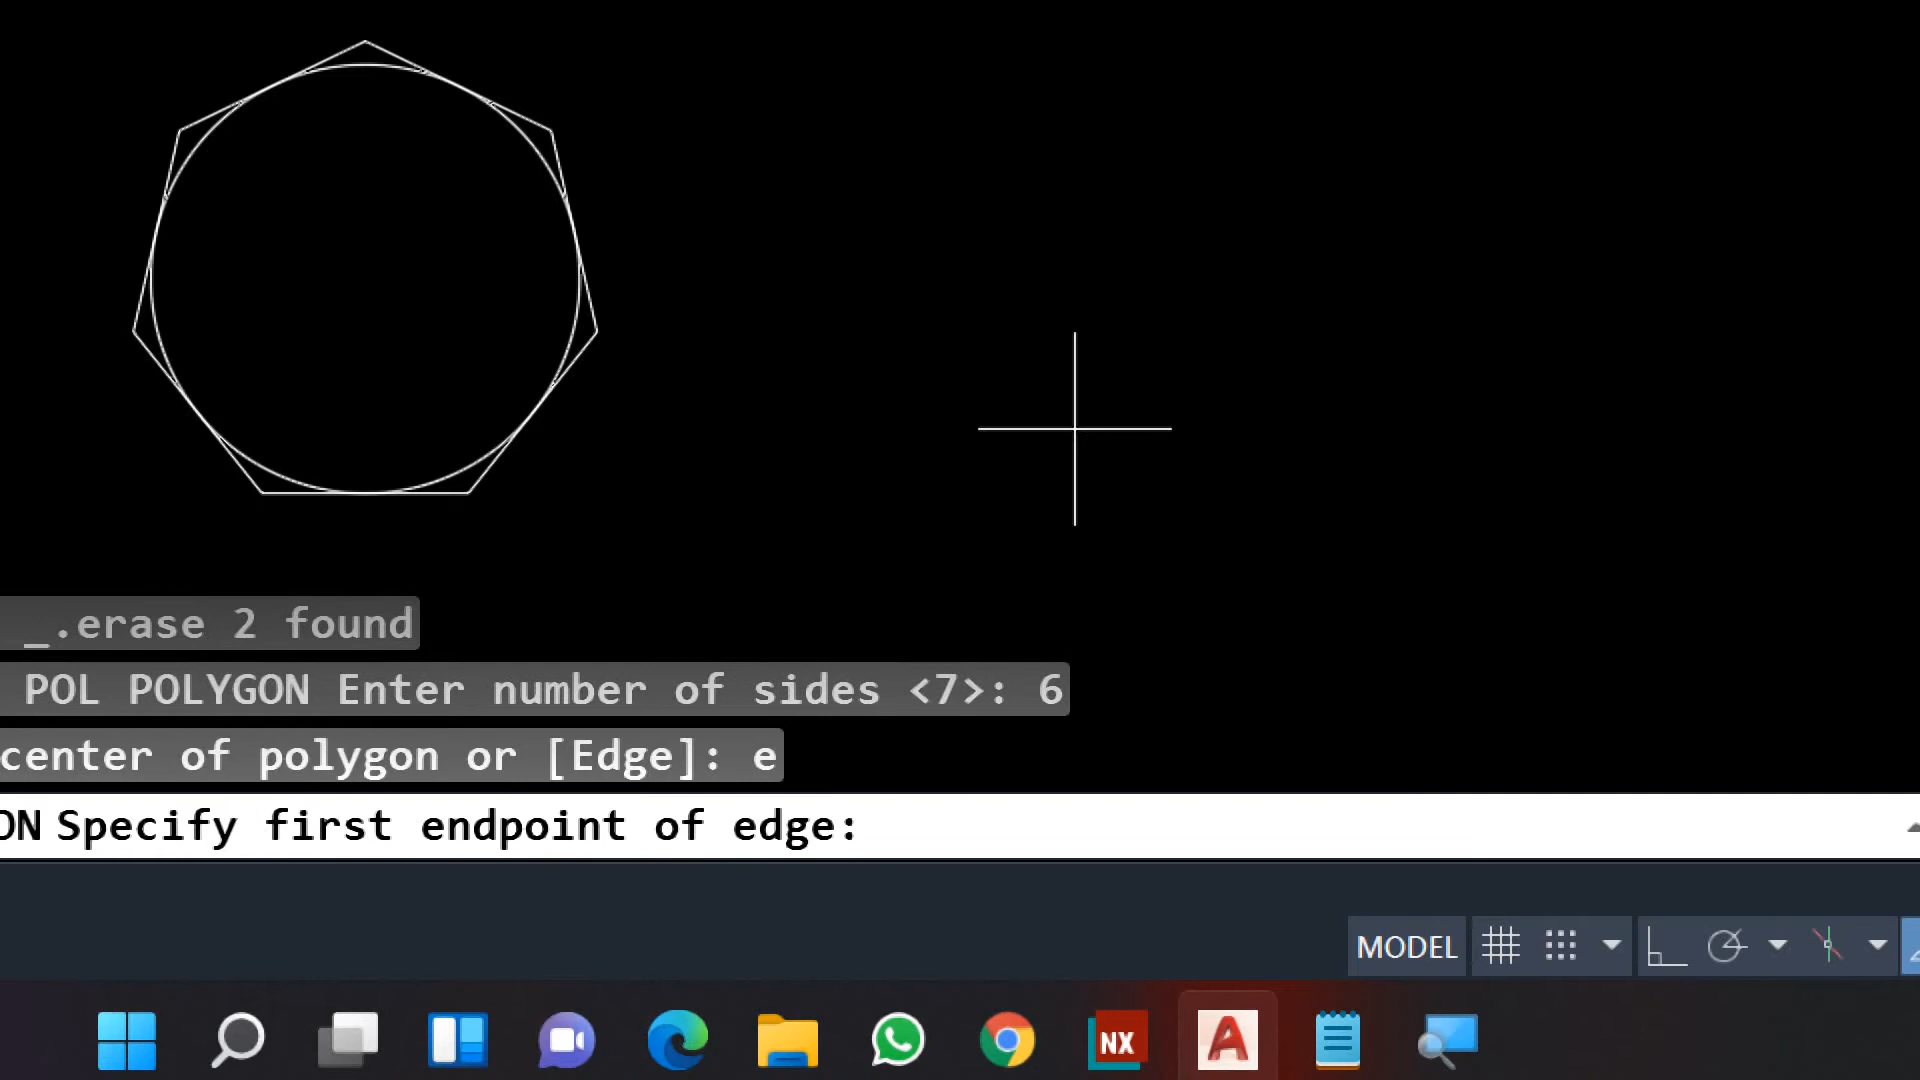 _.erase 2 found
POL POLYGON Enter number of sides <7>: 6
center of polygon or [Edge]: e
ON Specify first endpoint of edge:
MODEL
NX